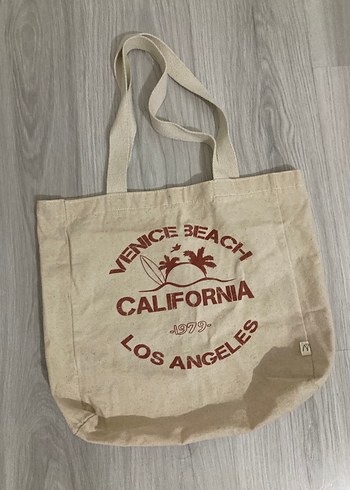 VENICE BEACH
CALIFORNIA
-1979-
LOS ANGELES